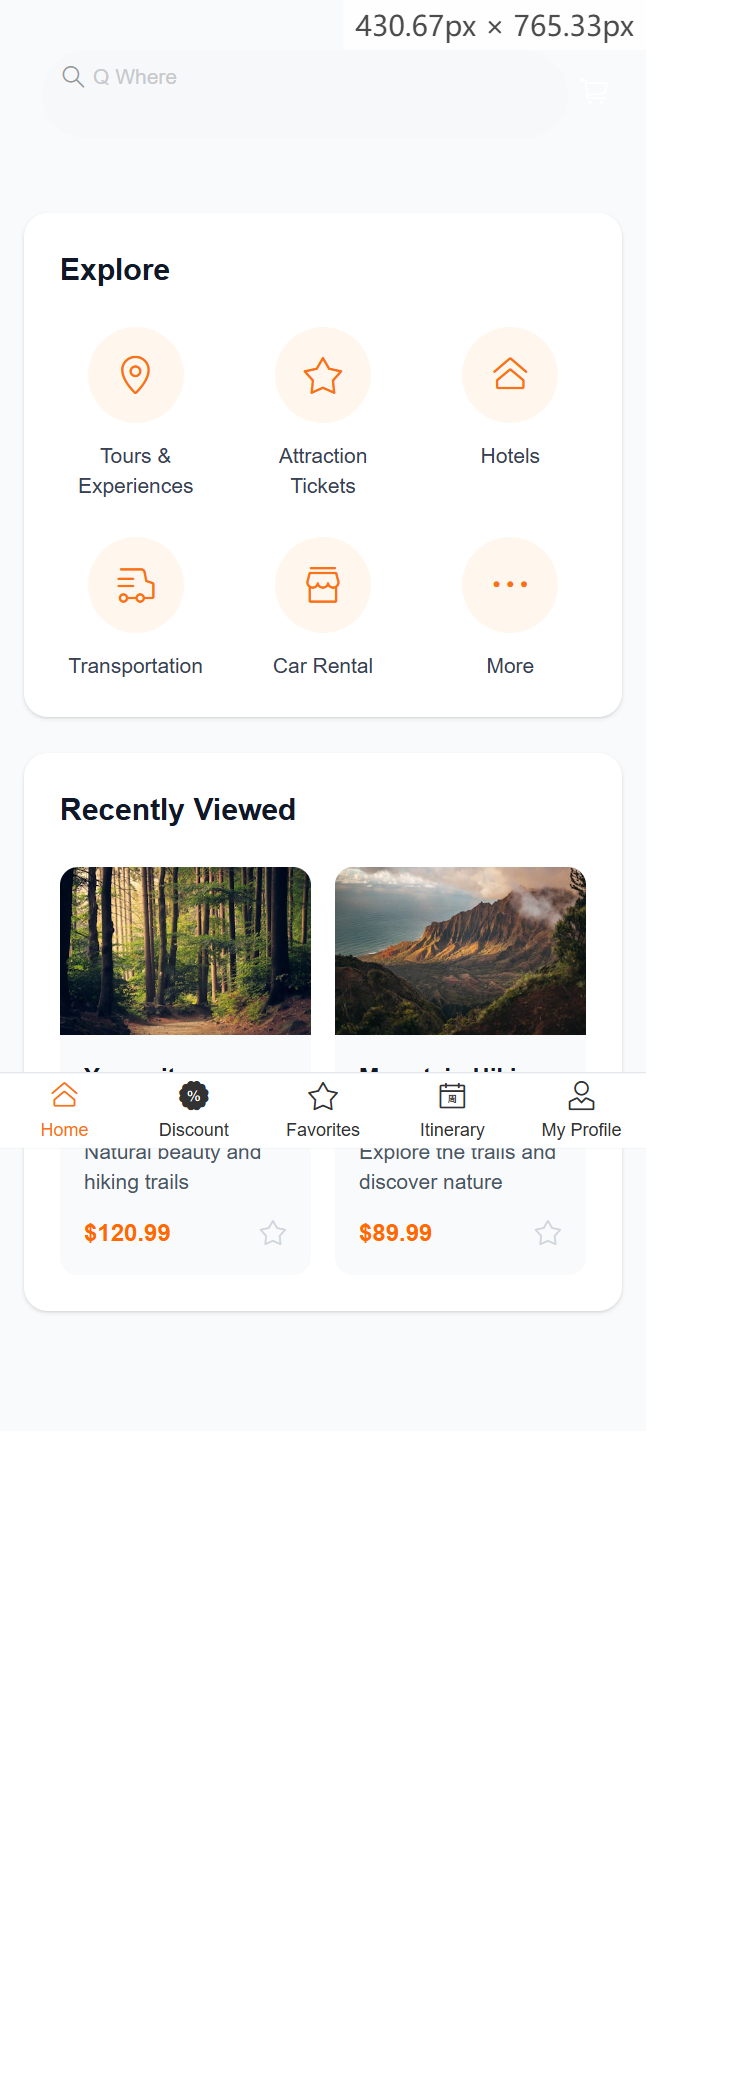 430.67px × 765.33px
Q Where
Explore
Tours &
Experiences
Attraction
Tickets
Hotels
Transportation
Car Rental
More
Recently Viewed
%
周
Home
Discount
Favorites
Itinerary
My Profile
Natural beauty and
hiking trails
Explore the trails and
discover nature
$120.99
$89.99